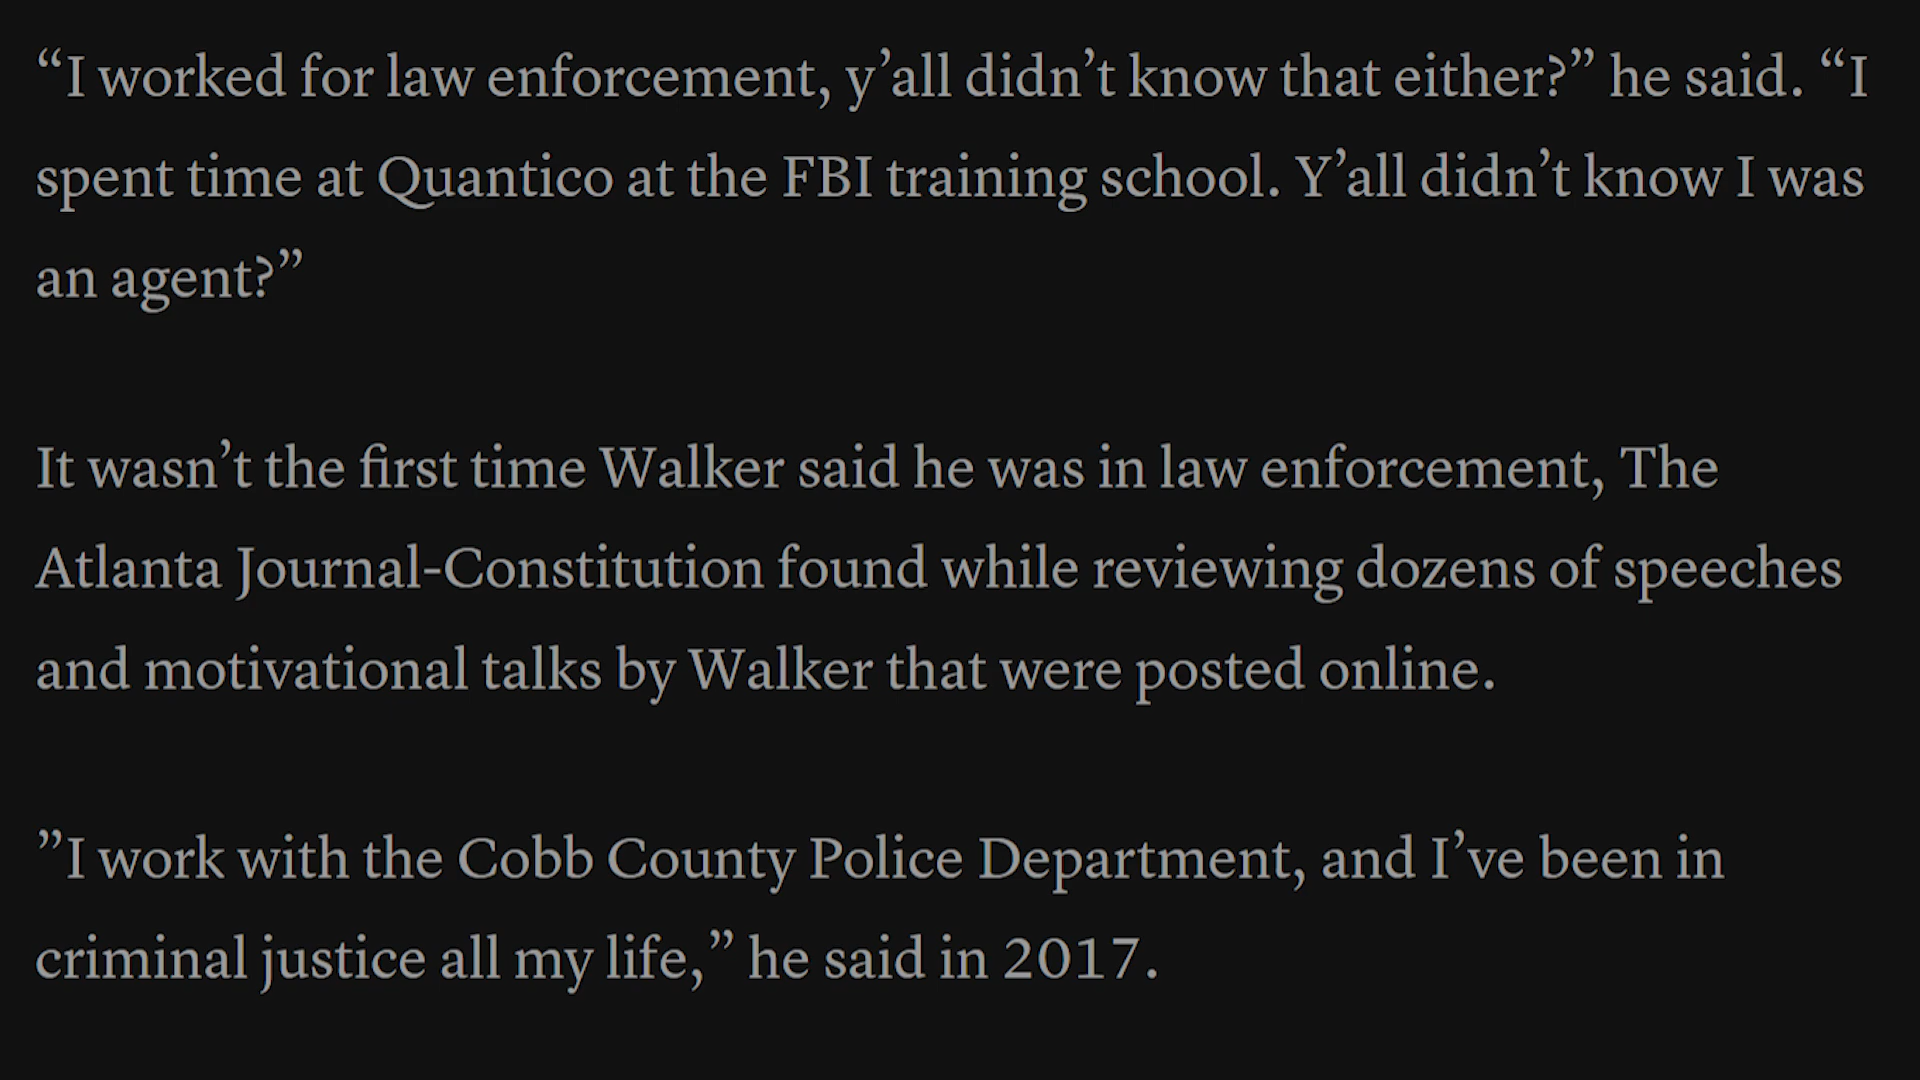 “I worked for law enforcement, y’all didn’t know that either?” he said. “I
spent time at Quantico at the FBI training school. Y’all didn’t know I was
an agent?”
It wasn’t the first time Walker said he was in law enforcement, The
Atlanta Journal-Constitution found while reviewing dozens of speeches
and motivational talks by Walker that were posted online.
”I work with the Cobb County Police Department, and I’ve been in
criminal justice all my life,” he said in 2017.